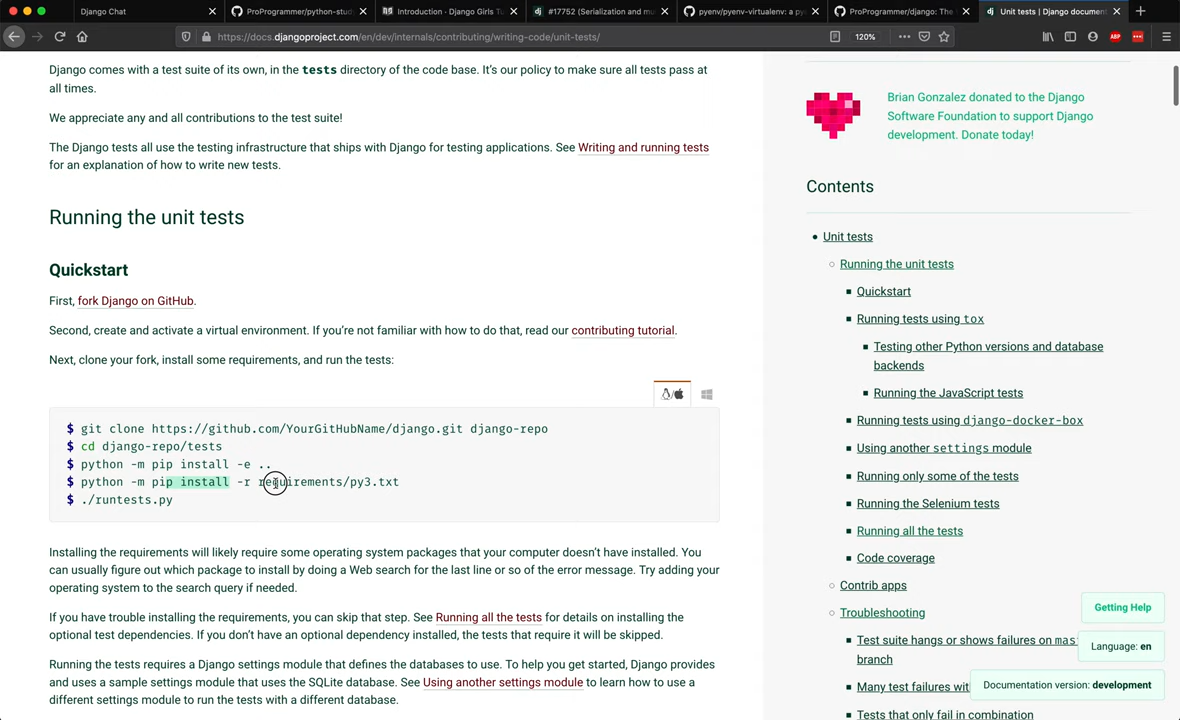 Django Chat
ProProgrammer/python-stud
Introduction · Django Girls Tu
#17752 (Serialization and mu
pyenv/pyenv-virtualenv: a py
ProProgrammer/django: The
Unit tests | Django document
https://docs.djangoproject.com/en/dev/internals/contributing/writing-code/unit-tests/
120%
ABP
Django comes with a test suite of its own, in the tests directory of the code base. It's our policy to make sure all tests pass at
all times.
We appreciate any and all contributions to the test suite!
The Django tests all use the testing infrastructure that ships with Django for testing applications. See Writing and running tests
for an explanation of how to write new tests.
Running the unit tests
Quickstart
First, fork Django on GitHub.
Second, create and activate a virtual environment. If you're not familiar with how to do that, read our contributing tutorial.
Next, clone your fork, install some requirements, and run the tests:
$ git clone https://github.com/YourGitHubName/django.git django-repo
$ cd django-repo/tests
$ python -m pip install -e ..
$ python -m pip install -r requirements/py3.txt
$ ./runtests.py
Installing the requirements will likely require some operating system packages that your computer doesn't have installed. You
can usually figure out which package to install by doing a Web search for the last line or so of the error message. Try adding your
operating system to the search query if needed.
If you have trouble installing the requirements, you can skip that step. See Running all the tests for details on installing the
optional test dependencies. If you don't have an optional dependency installed, the tests that require it will be skipped.
Running the tests requires a Django settings module that defines the databases to use. To help you get started, Django provides
and uses a sample settings module that uses the SQLite database. See Using another settings module to learn how to use a
different settings module to run the tests with a different database.
Brian Gonzalez donated to the Django
Software Foundation to support Django
development. Donate today!
Contents
Unit tests
Running the unit tests
Quickstart
Running tests using tox
Testing other Python versions and database
backends
Running the JavaScript tests
Running tests using django-docker-box
Using another settings module
Running only some of the tests
Running the Selenium tests
Running all the tests
Code coverage
Contrib apps
Troubleshooting
Test suite hangs or shows failures on mas
branch
Many test failures wit
Tests that only fail in combination
Getting Help
Language: en
Documentation version: development